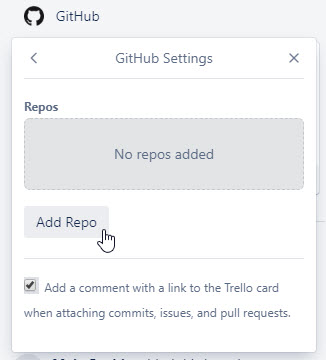 GitHub
GitHub Settings
Repos
No repos added
Add Repo
Add a comment with a link to the Trello card
when attaching commits, issues, and pull requests.